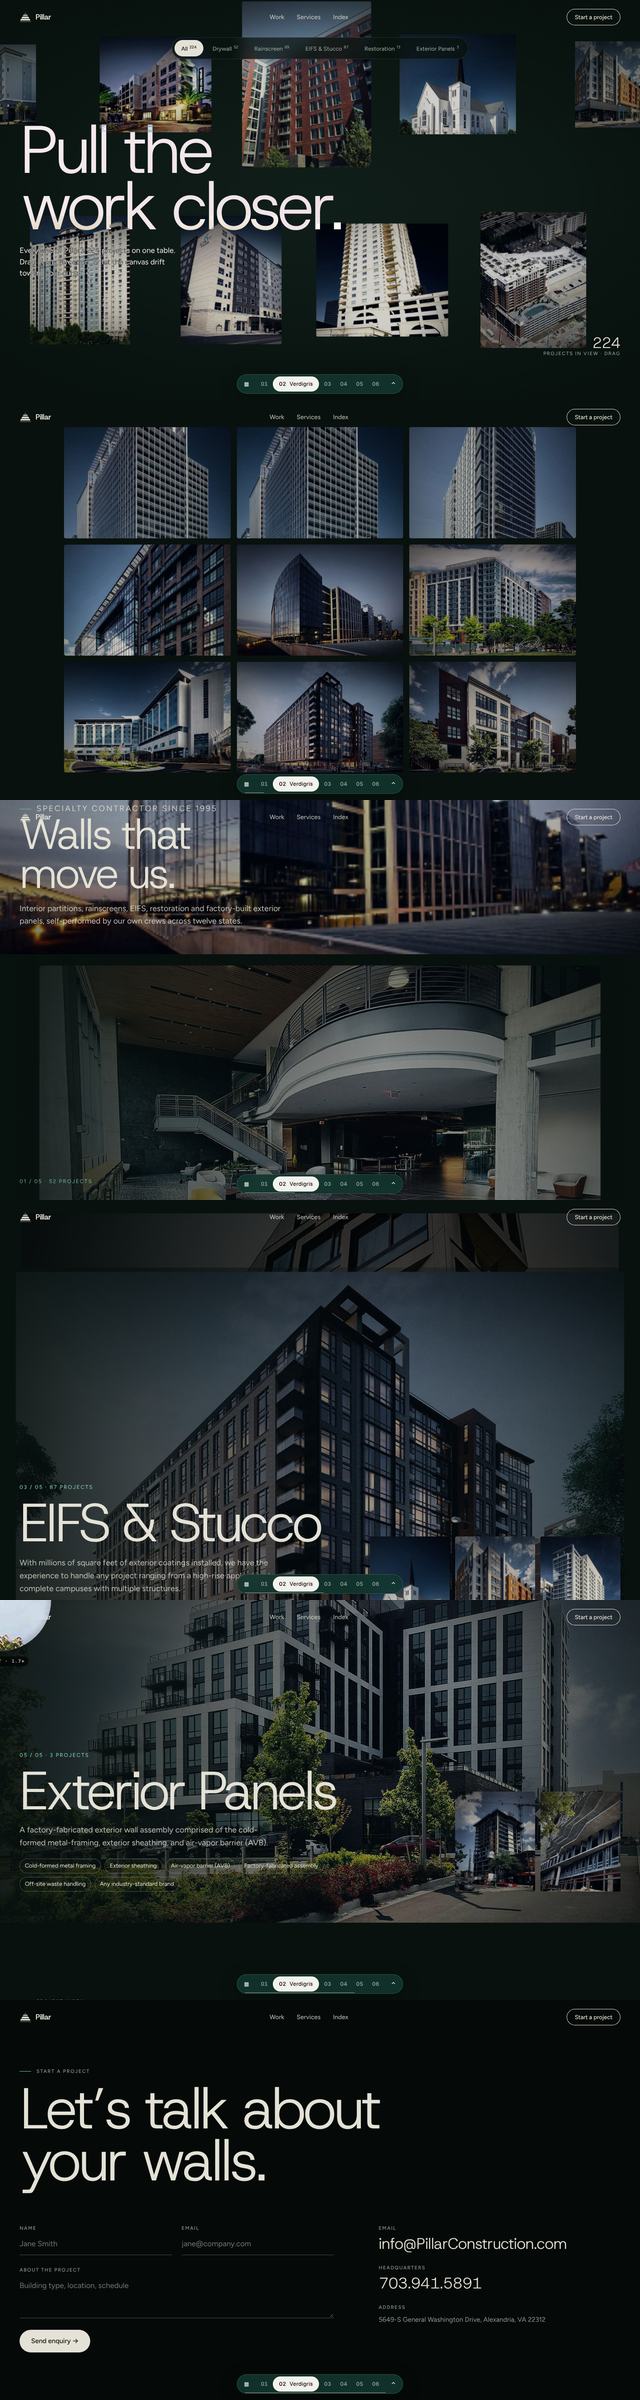 Pillar
Work Services Index
Start a project
All 224 Drywall 52 Rainscreen EIFS & Stucco 87 Restoration Exterior Panels 3
Pull the
work closer.
on one table.
canvas drift
224
PROJECTS IN VIEW · DRAG
01 02 Verdigris 03 04 05 06
Pillar
Work Services Index
Start a project
01 02 Verdigris 03 04 05 06
SPECIALTY CONTRACTOR SINCE 1995
Pillar
Work Services Index
Start a project
Walls that
move us.
Interior partitions, rainscreens, EIFS, restoration and factory-built exterior
panels, self-performed by our own crews across twelve states.
01 / 05 · 52 PROJECTS
01 02 Verdigris 03 04 05 06
Pillar
Work Services Index
Start a project
03 / 05 · 87 PROJECTS
EIFS & Stucco
With millions of square feet of exterior coatings installed, we have the
experience to handle any project ranging from a high-rise
complete campuses with multiple structures.
01 02 Verdigris 03 04 05 06
Work Services Index
Start a project
05 / 05 · 3 PROJECTS
Exterior Panels
A factory-fabricated exterior wall assembly comprised of the cold-
formed metal-framing, exterior sheathing, and air-vapor barrier (AVB).
Cold-formed metal framing Exterior sheathing Air-vapor barrier (AVB) Factory-fabricated assembly
Off-site waste handling Any industry-standard brand
01 02 Verdigris 03 04 05 06
Pillar
Work Services Index
Start a project
START A PROJECT
Let's talk about
your walls.
NAME EMAIL
Jane Smith jane@company.com
ABOUT THE PROJECT
Building type, location, schedule
Send enquiry →
EMAIL
info@PillarConstruction.com
HEADQUARTERS
703.941.5891
ADDRESS
5649-S General Washington Drive, Alexandria, VA 22312
01 02 Verdigris 03 04 05 06